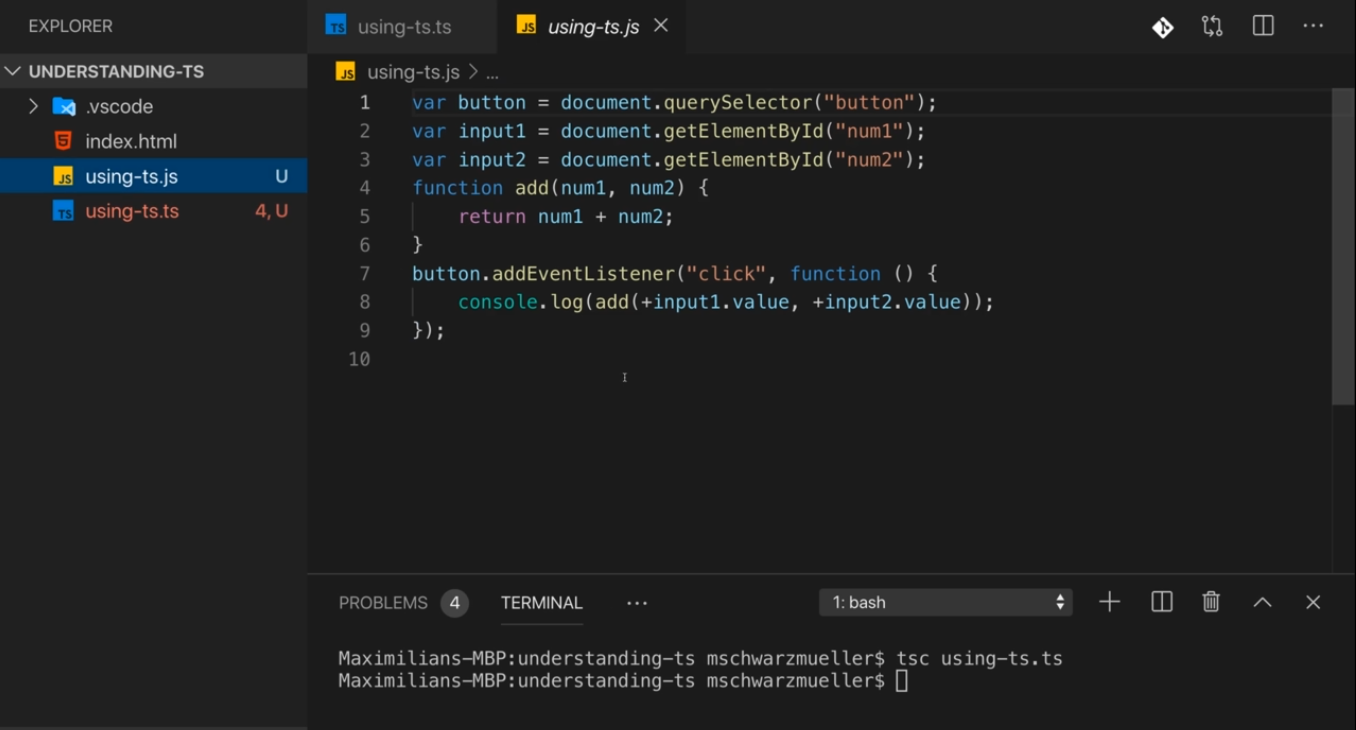 EXPLORER
UNDERSTANDING-TS
.vscode
index.html
using-ts.js U
using-ts.ts 4, U
TS using-ts.ts
JS using-ts.js
JS using-ts.js > ...
1 var button = document.querySelector("button");
2 var input1 = document.getElementById("num1");
3 var input2 = document.getElementById("num2");
4 function add(num1, num2) {
5     return num1 + num2;
6 }
7 button.addEventListener("click", function () {
8     console.log(add(+input1.value, +input2.value));
9 });
10
PROBLEMS 4 TERMINAL ... 1: bash
Maximilians-MBP:understanding-ts mschwarzmueller$ tsc using-ts.ts
Maximilians-MBP:understanding-ts mschwarzmueller$